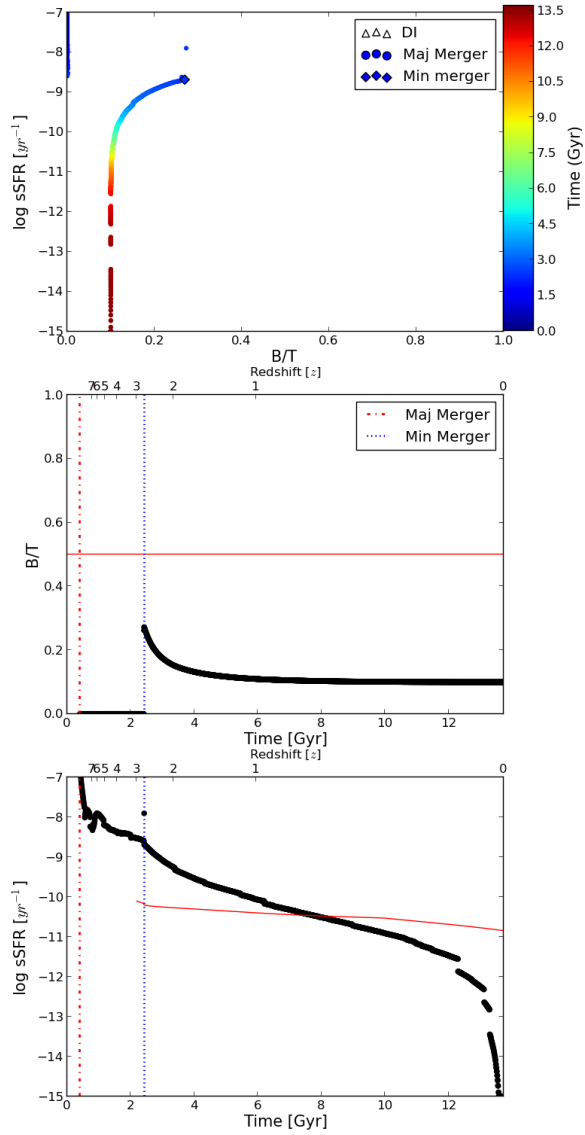 −7
−8
−9
−10
−11
−12
−13
−14
−15
log sSFR [yr⁻¹]
0.0 0.2 0.4 0.6 0.8 1.0
B/T
DI
Maj Merger
Min merger
13.5
12.0
10.5
9.0
7.5
6.0
4.5
3.0
1.5
0.0
Time (Gyr)
Redshift [z]
7 6 5 4 3 2 1 0
1.0
0.8
0.6
0.4
0.2
0.0
B/T
Maj Merger
Min Merger
0 2 4 6 8 10 12
Time [Gyr]
Redshift [z]
7 6 5 4 3 2 1 0
−7
−8
−9
−10
−11
−12
−13
−14
−15
log sSFR [yr⁻¹]
0 2 4 6 8 10 12
Time [Gyr]